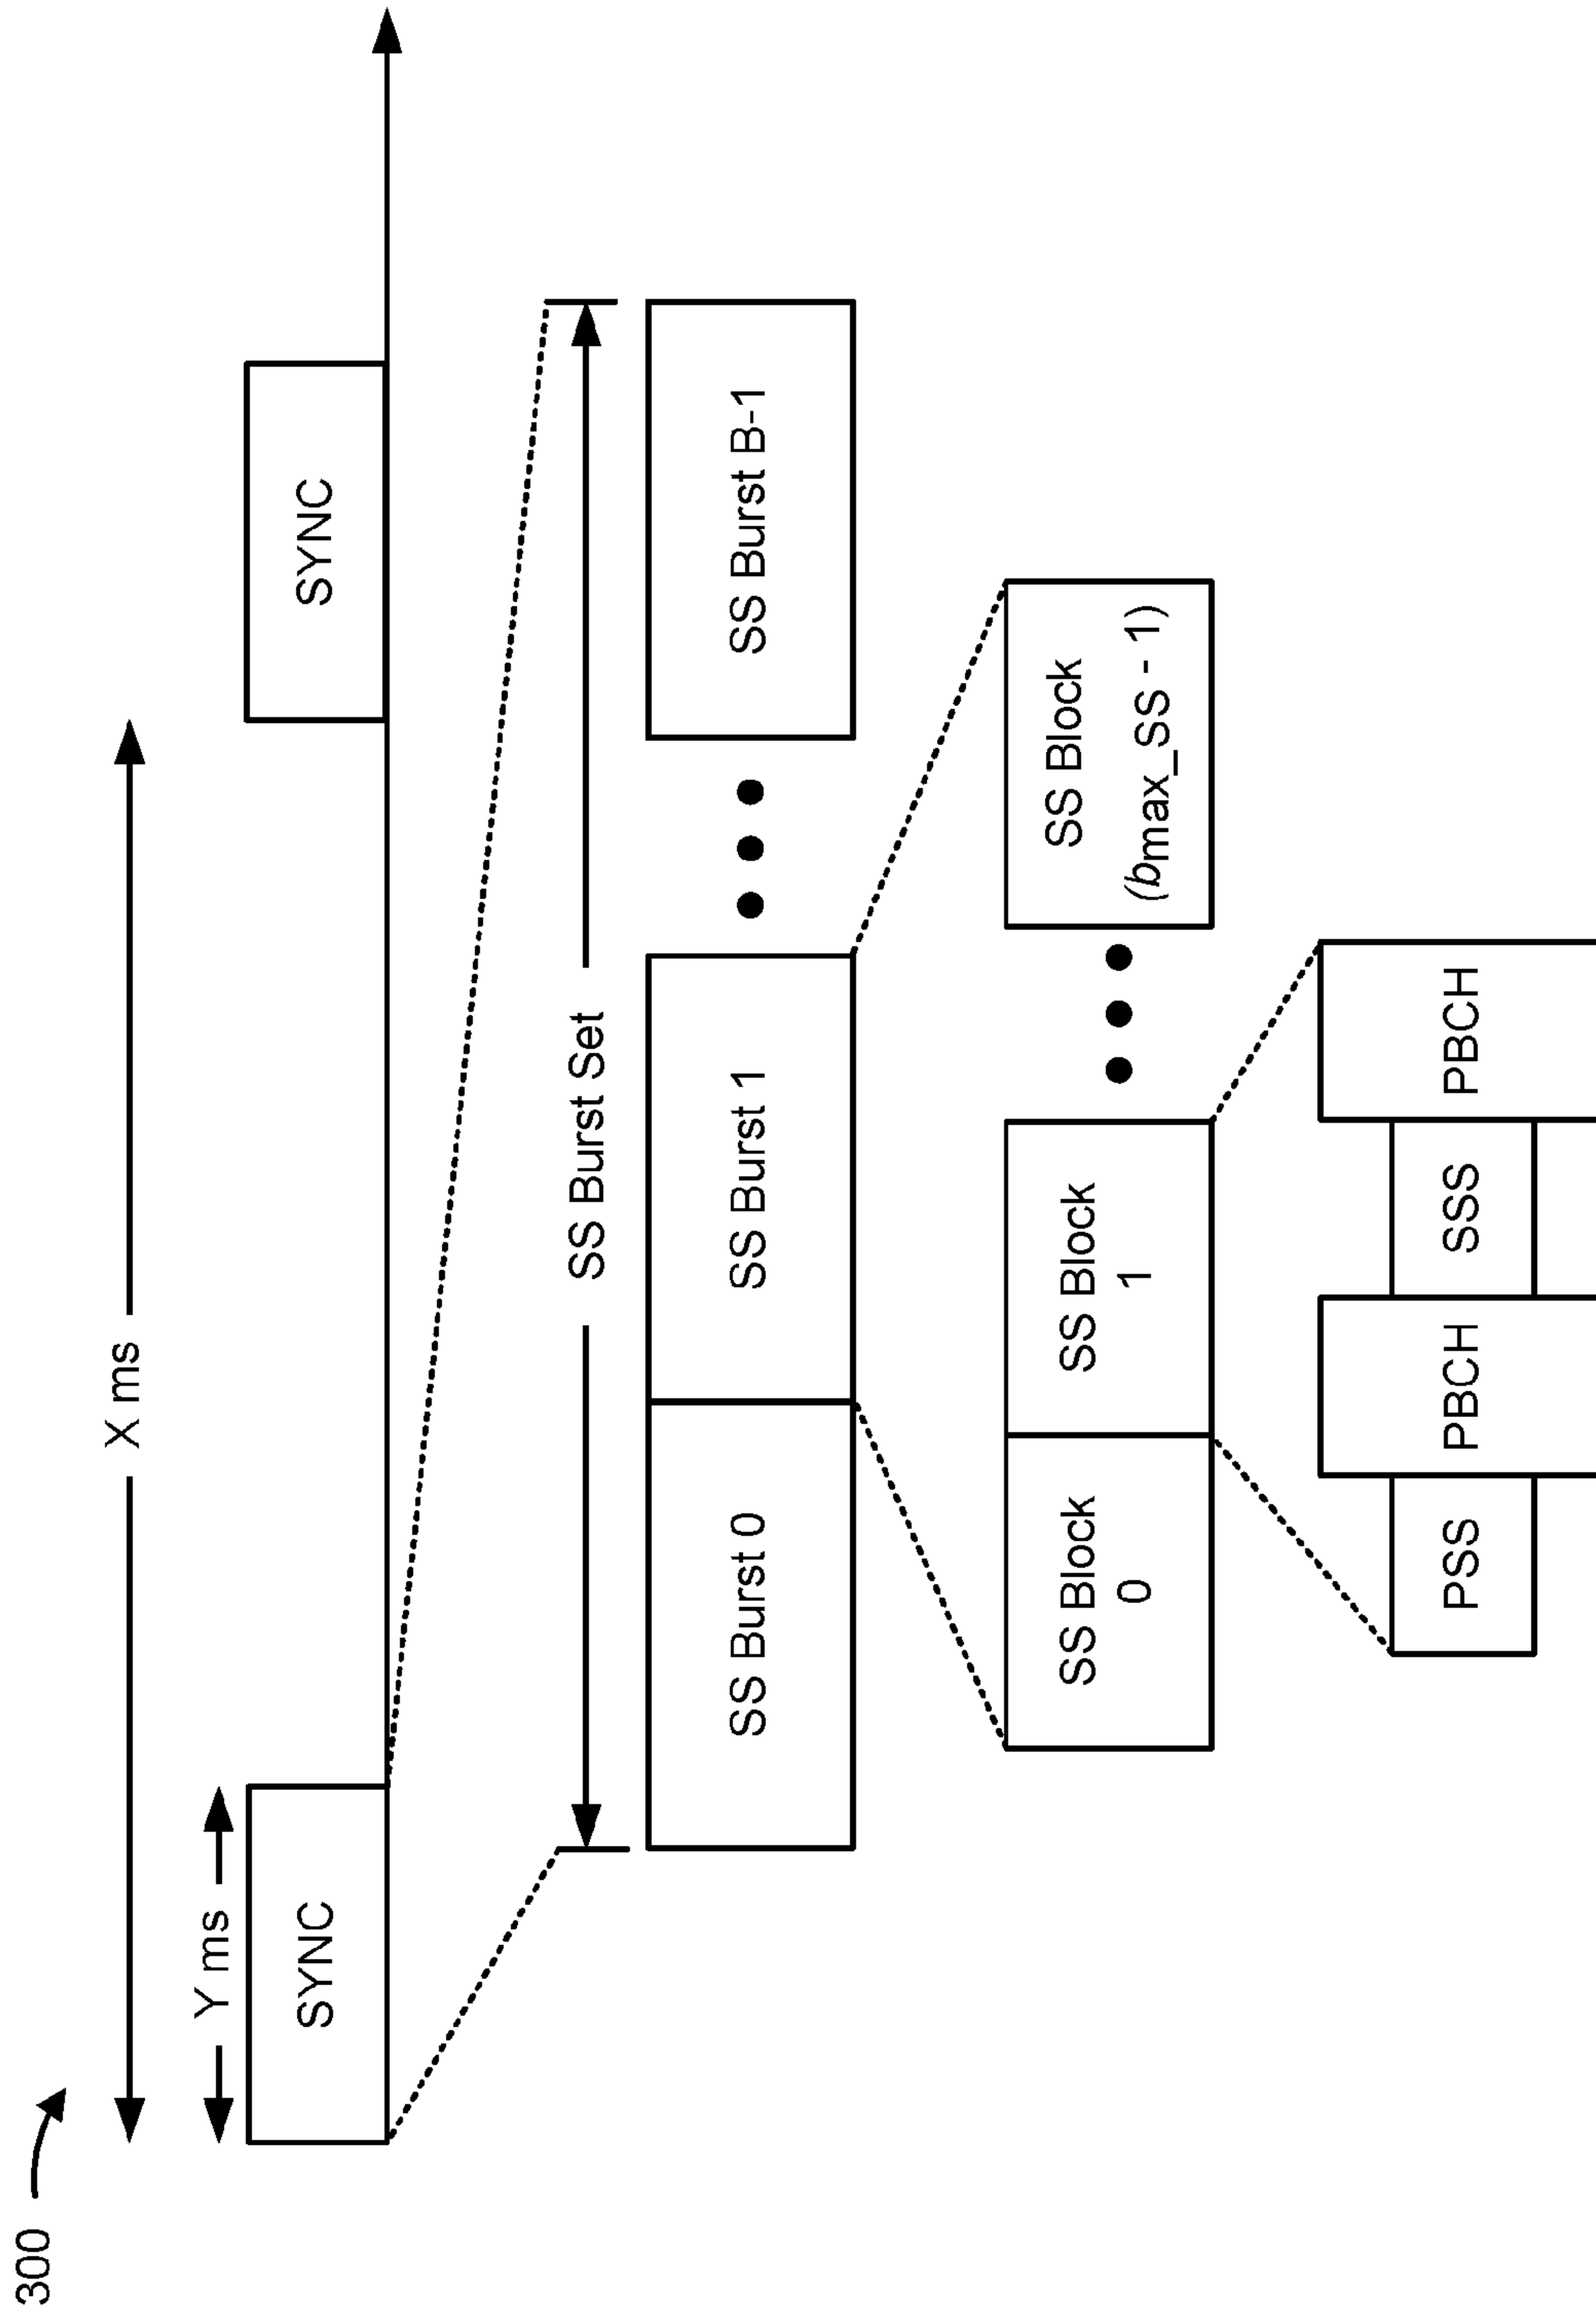 300
X ms
Y ms
SYNC
SYNC
SS Burst Set
SS Burst 0
SS Burst 1
SS Burst B-1
SS Block
0
SS Block
1
SS Block
(bmax_SS - 1)
PSS
PBCH
SSS
PBCH